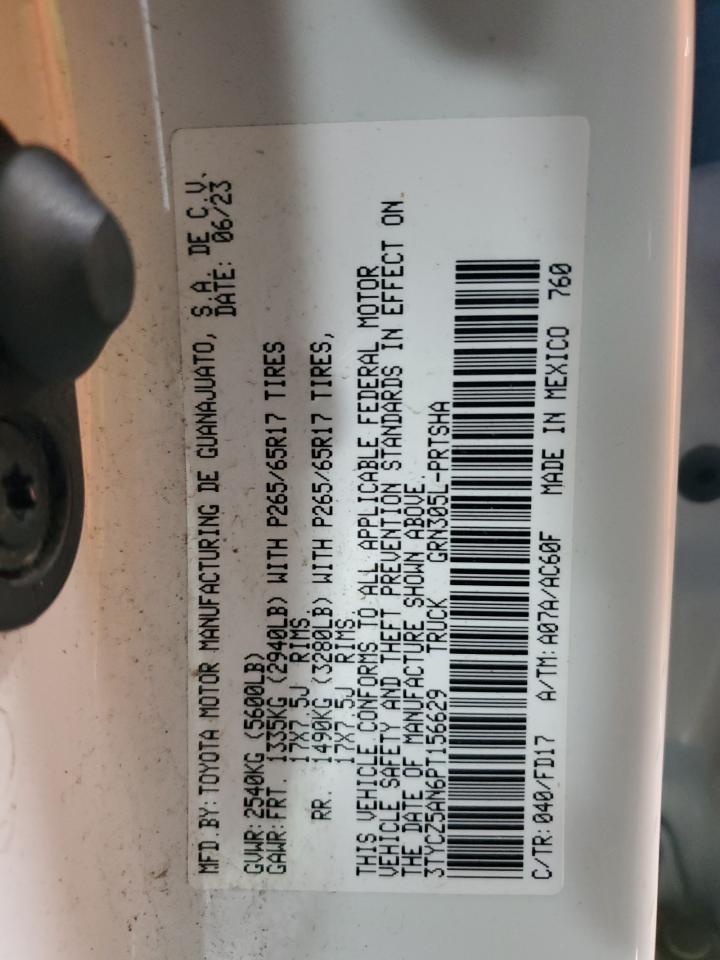 MFD BY: TOYOTA MOTOR MANUFACTURING DE GUANAJUATO, S.A. DE C.V.
DATE: 06/23
GVWR: 2540KG (5600LB)
GAWR: FRT. 1335KG (2940LB) WITH P265/65R17 TIRES
17X7.5J RIMS
RR. 1490KG (3280LB) WITH P265/65R17 TIRES,
17X7.5J RIMS
THIS VEHICLE CONFORMS TO ALL APPLICABLE FEDERAL MOTOR
VEHICLE SAFETY AND THEFT PREVENTION STANDARDS IN EFFECT ON
THE DATE OF MANUFACTURE SHOWN ABOVE.
3TYCZ5AN6PT156629 TRUCK GRN305L-PRTSHA
C/TR: 040/FD17 A/TM: A07A/AC60F MADE IN MEXICO 760